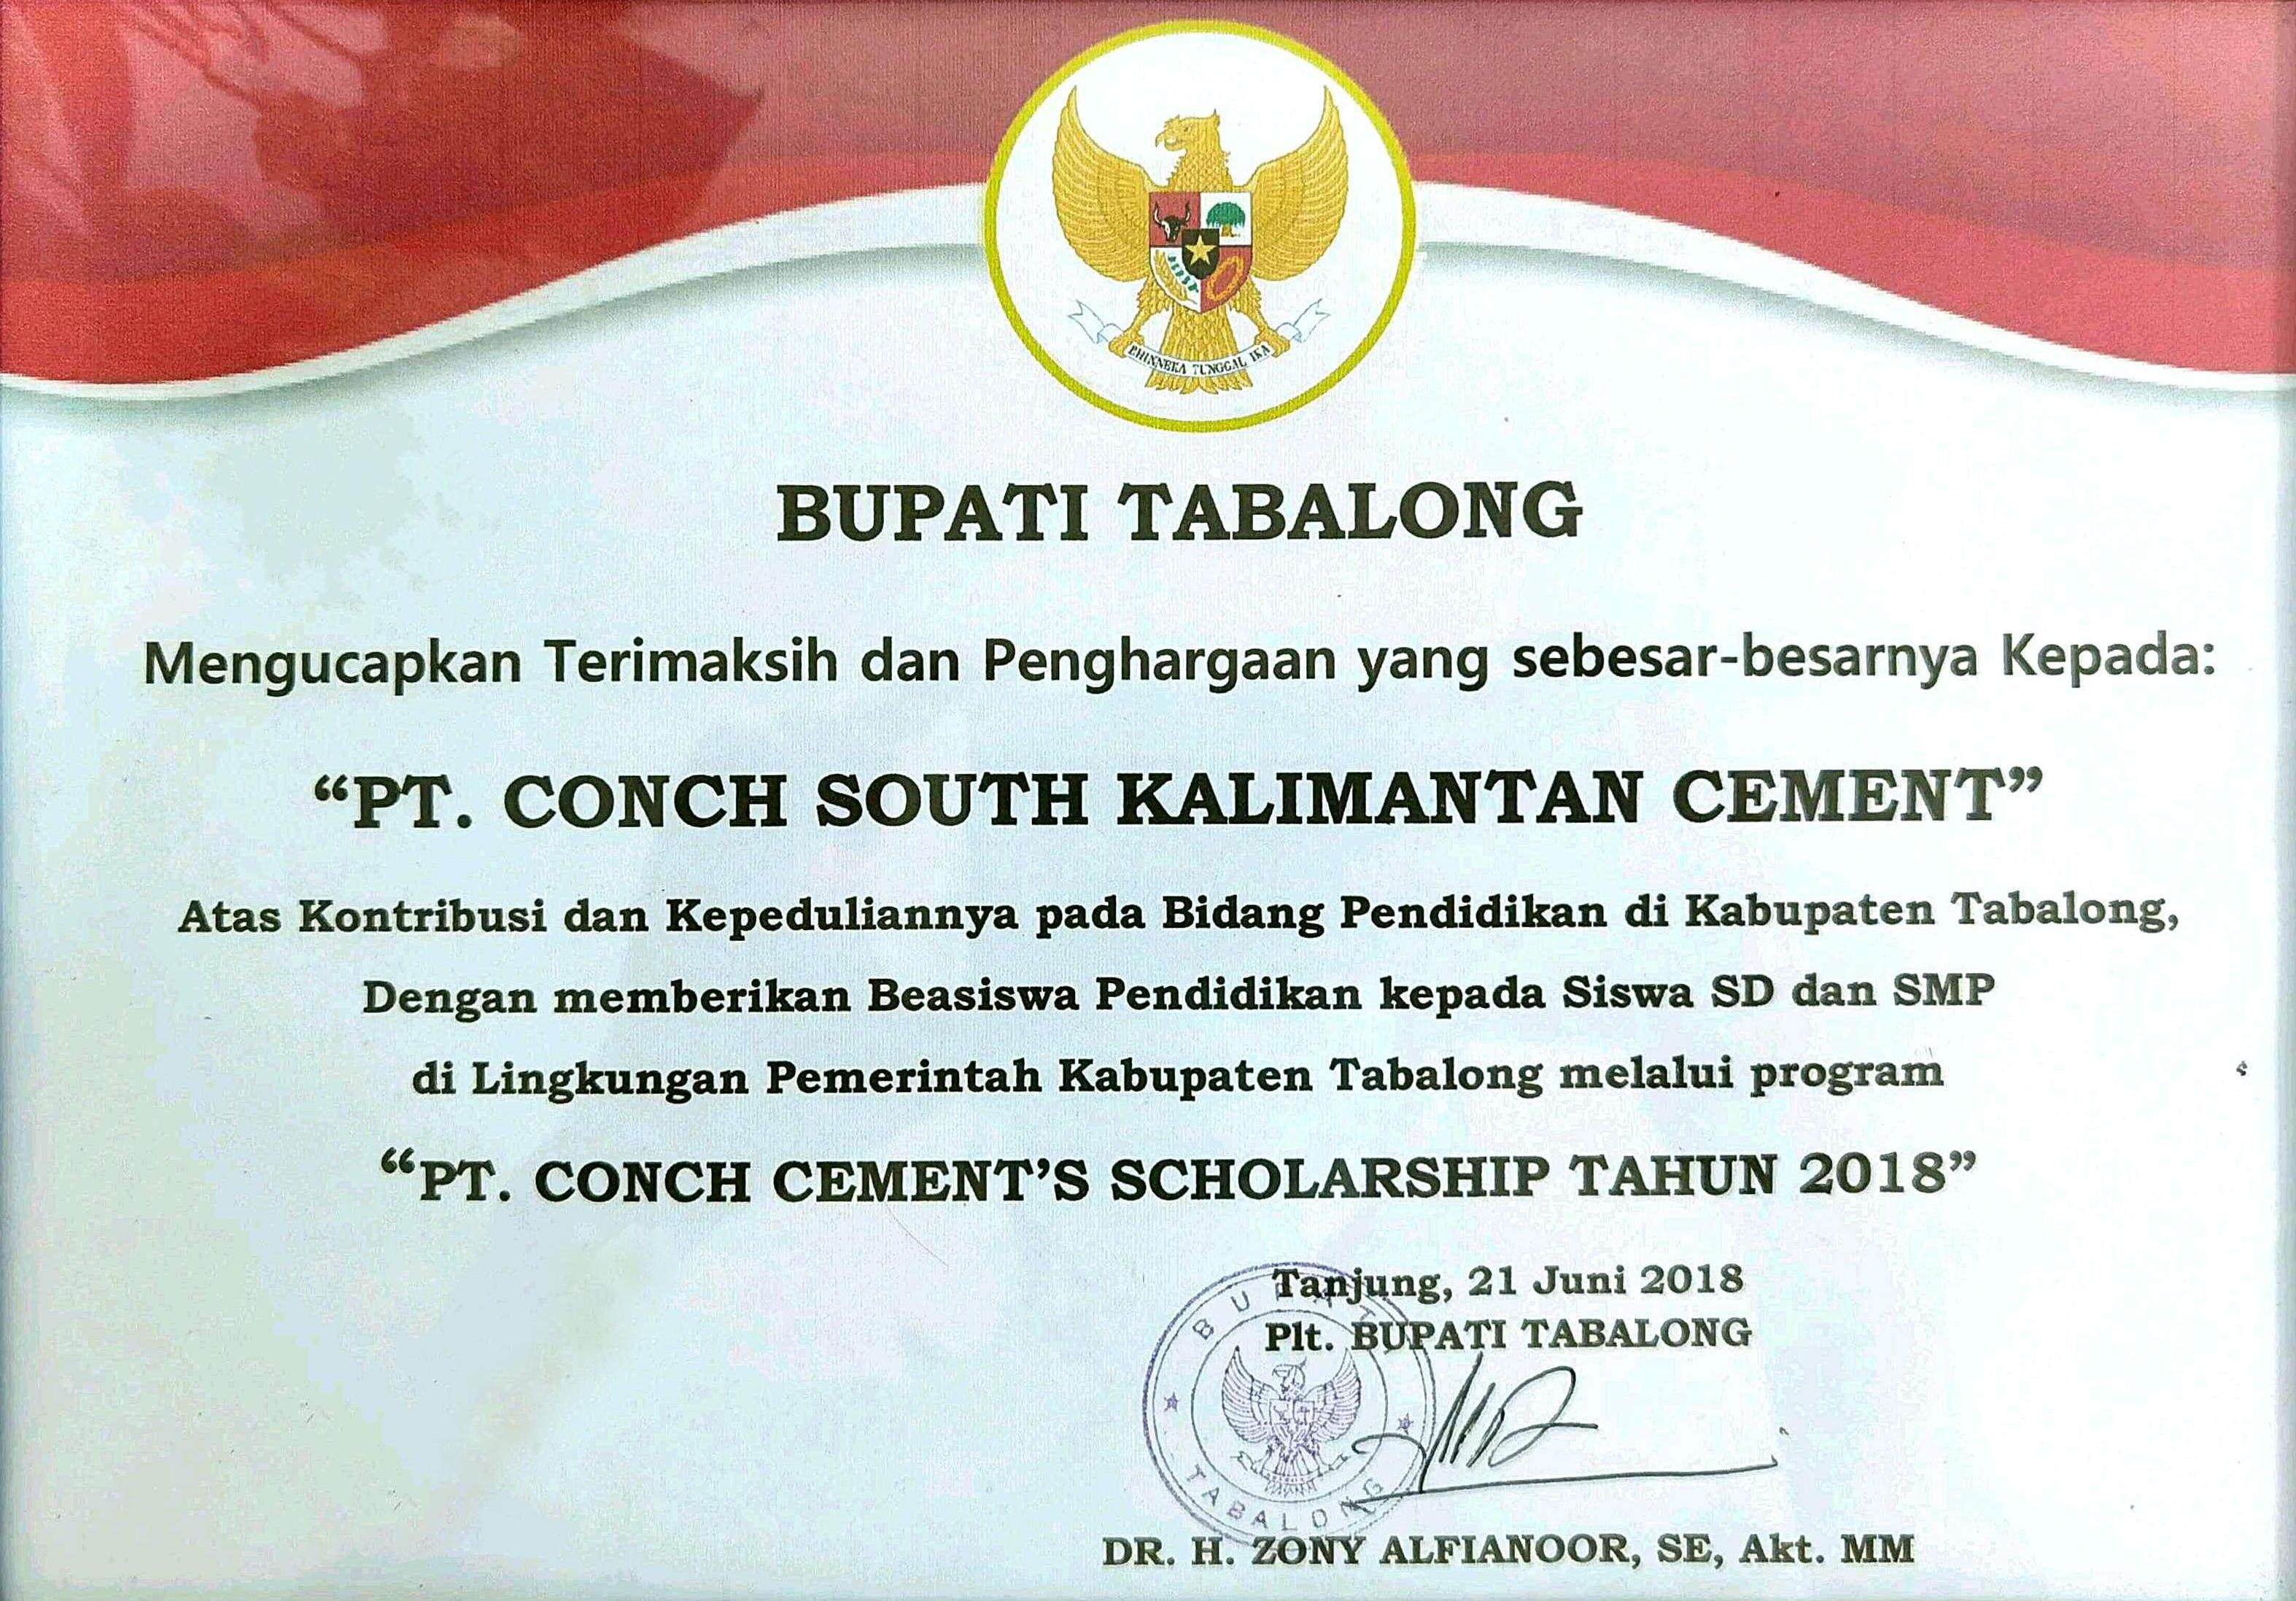 BHINNEKA TUNGGAL IKA
BUPATI TABALONG
Mengucapkan Terimaksih dan Penghargaan yang sebesar-besarnya Kepada:
“PT. CONCH SOUTH KALIMANTAN CEMENT”
Atas Kontribusi dan Kepeduliannya pada Bidang Pendidikan di Kabupaten Tabalong,
Dengan memberikan Beasiswa Pendidikan kepada Siswa SD dan SMP
di Lingkungan Pemerintah Kabupaten Tabalong melalui program
“PT. CONCH CEMENT’S SCHOLARSHIP TAHUN 2018”
Tanjung, 21 Juni 2018
Plt. BUPATI TABALONG
BUPATI
TABALONG
DR. H. ZONY ALFIANOOR, SE, Akt. MM